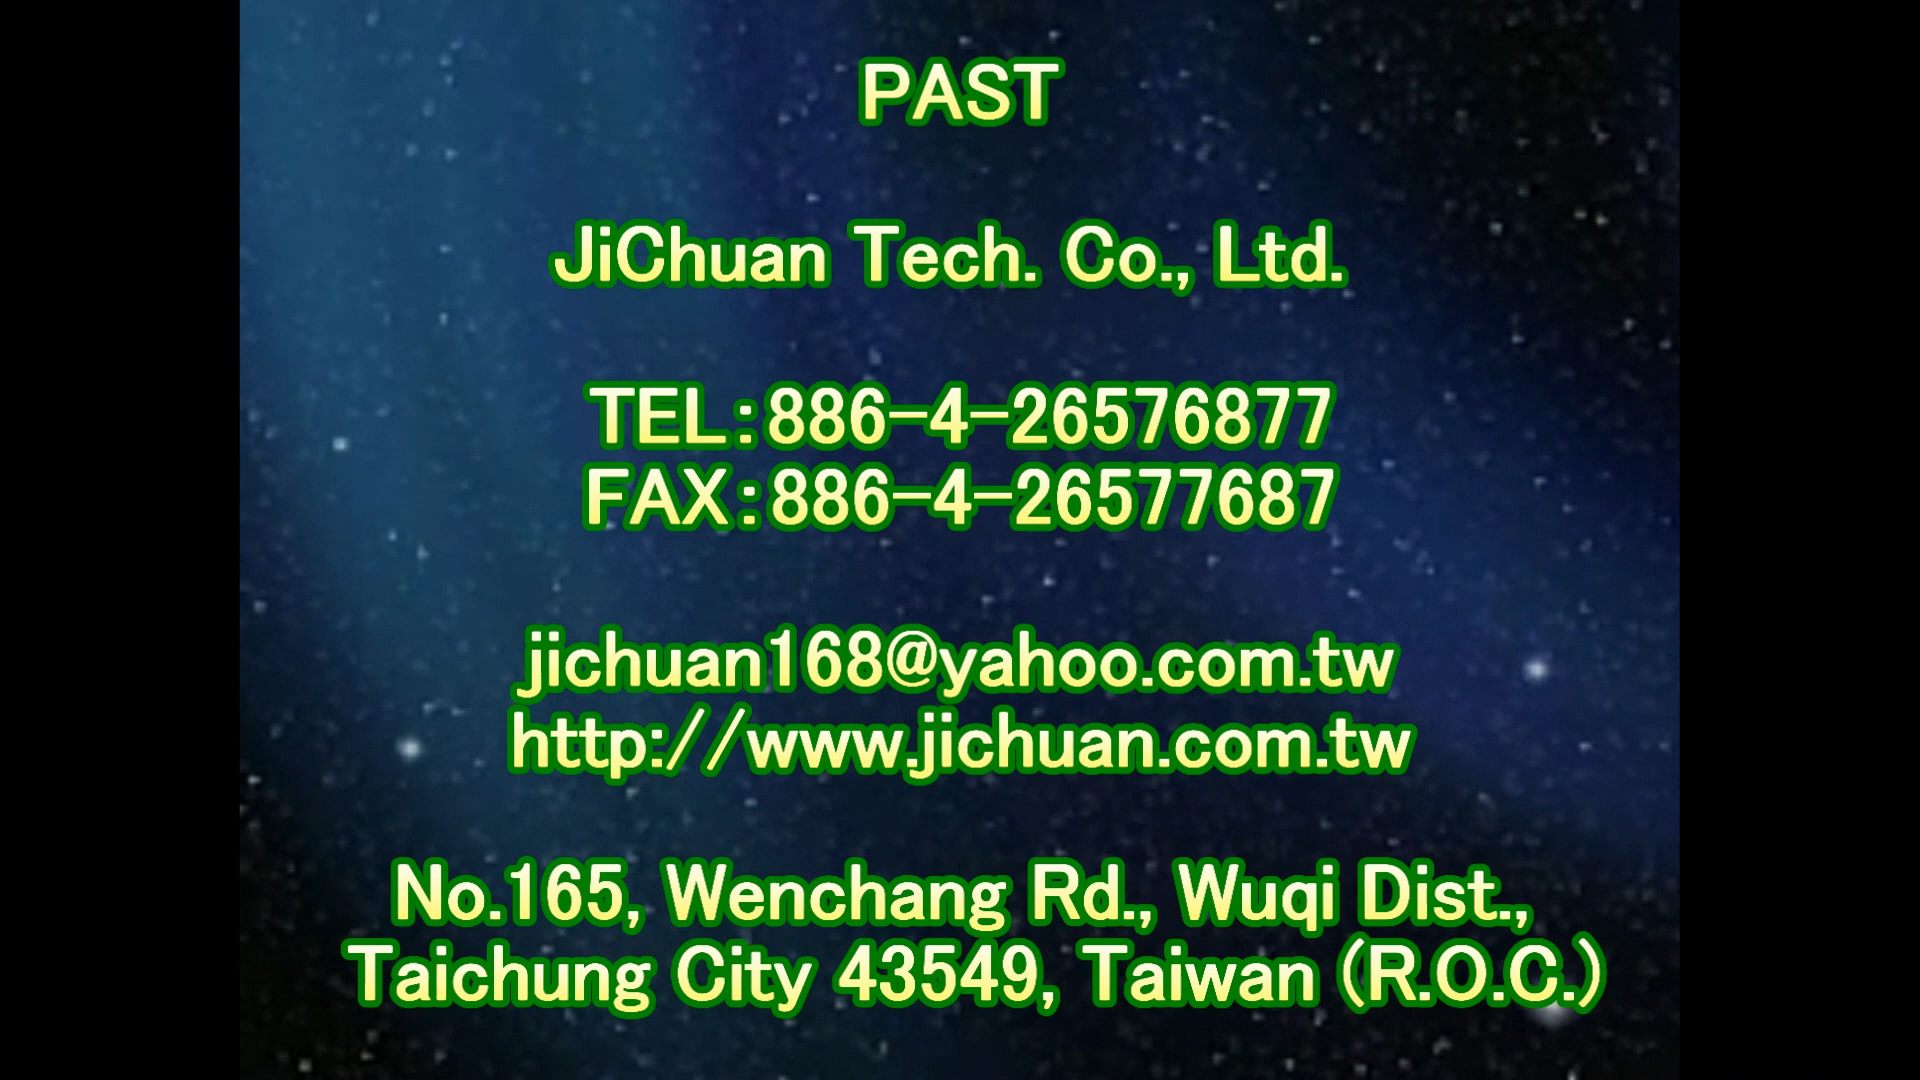 PAST
JiChuan Tech. Co., Ltd.
TEL:886-4-26576877
FAX:886-4-26577687
jichuan168@yahoo.com.tw
http://www.jichuan.com.tw
No.165, Wenchang Rd., Wuqi Dist.,
Taichung City 43549, Taiwan (R.O.C.)